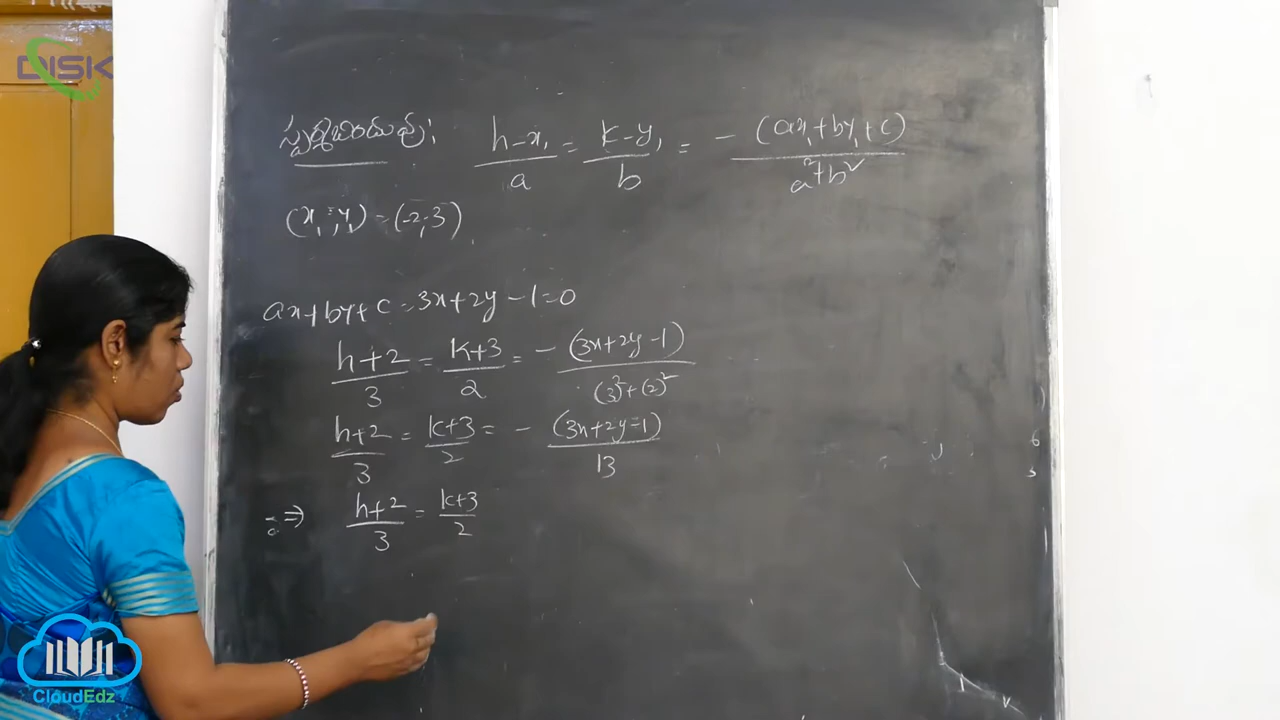 DISK
స్పర్శబిందువు: h-x₁/a = k-y₁/b = -(ax₁+by₁+c)/a²+b²
(x₁, y₁) = (-2,-3)
ax+by+c = 3x+2y-1=0
h+2/3 = k+3/2 = -(3x+2y-1)/(3)²+(2)²
h+2/3 = k+3/2 = -(3x+2y=1)/13
⇒ h+2/3 = k+3/2
CloudEdz